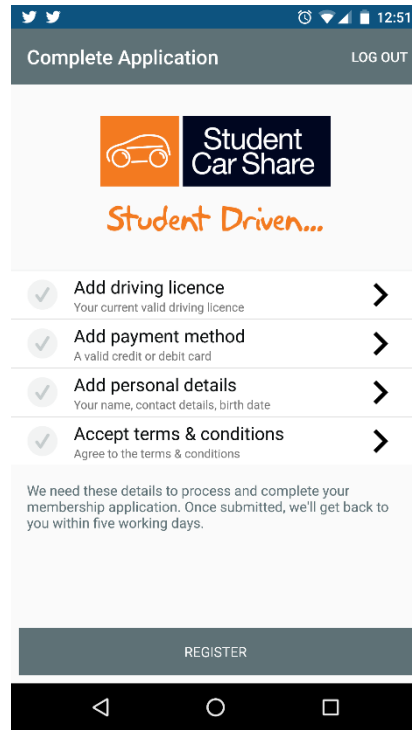 12:51
Complete Application
LOG OUT
Student
Car Share
Student Driven...
Add driving licence
Your current valid driving licence
Add payment method
A valid credit or debit card
Add personal details
Your name, contact details, birth date
Accept terms & conditions
Agree to the terms & conditions
We need these details to process and complete your
membership application. Once submitted, we'll get back to
you within five working days.
REGISTER